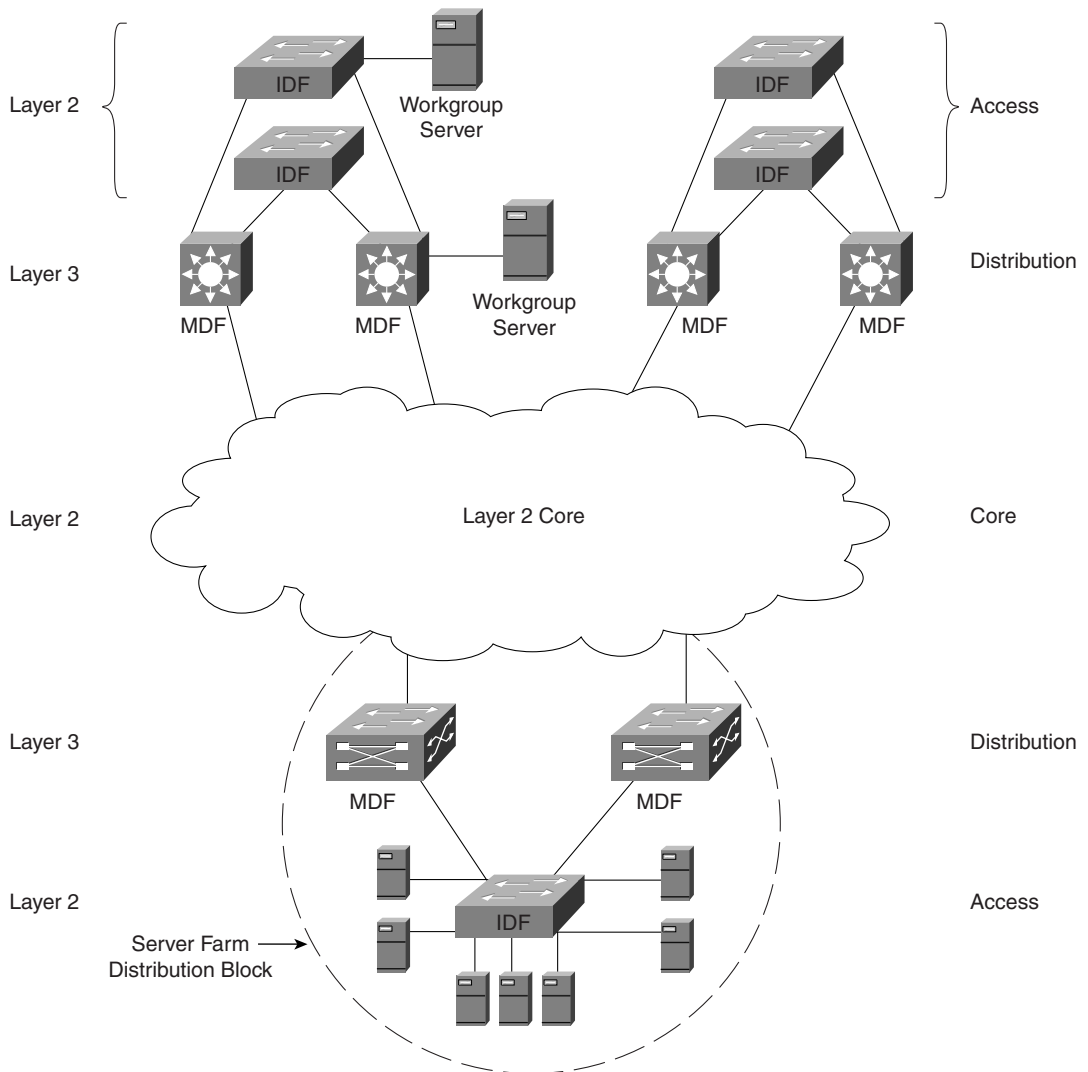 IDF
Workgroup
Server
IDF
Layer 2
Access
IDF
IDF
Layer 3
MDF
MDF
Workgroup
Server
MDF
MDF
Distribution
Layer 2
Layer 2 Core
Core
Layer 3
MDF
MDF
Distribution
Layer 2
IDF
Access
Server Farm
Distribution Block